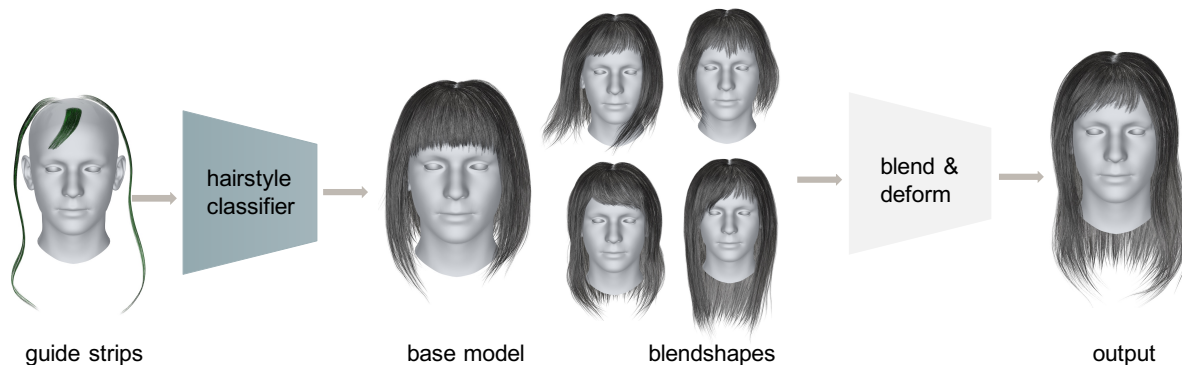 hairstyle
classifier
blend &
deform
guide strips
base model
blendshapes
output